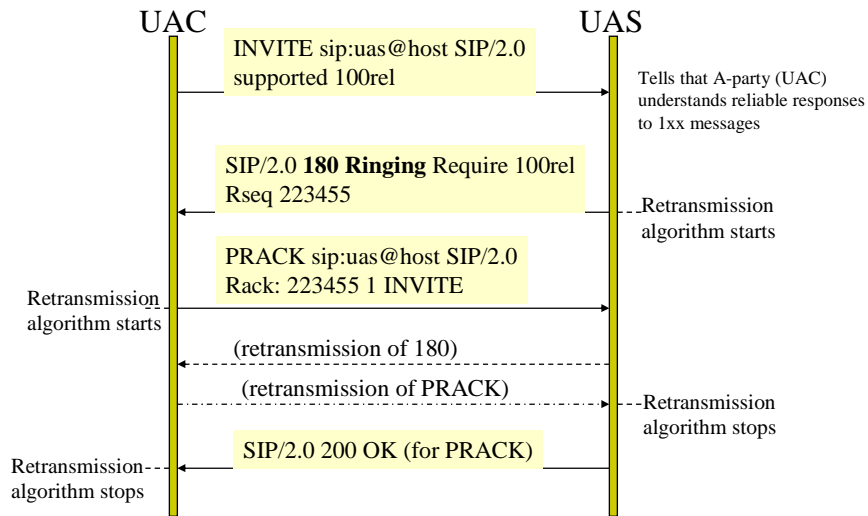 UAC
UAS
INVITE sip:uas@host SIP/2.0
supported 100rel
Tells that A-party (UAC)
understands reliable responses
to 1xx messages
SIP/2.0 180 Ringing Require 100rel
Rseq 223455
Retransmission
algorithm starts
PRACK sip:uas@host SIP/2.0
Rack: 223455 1 INVITE
Retransmission
algorithm starts
(retransmission of 180)
(retransmission of PRACK)
Retransmission
algorithm stops
SIP/2.0 200 OK (for PRACK)
Retransmission
algorithm stops